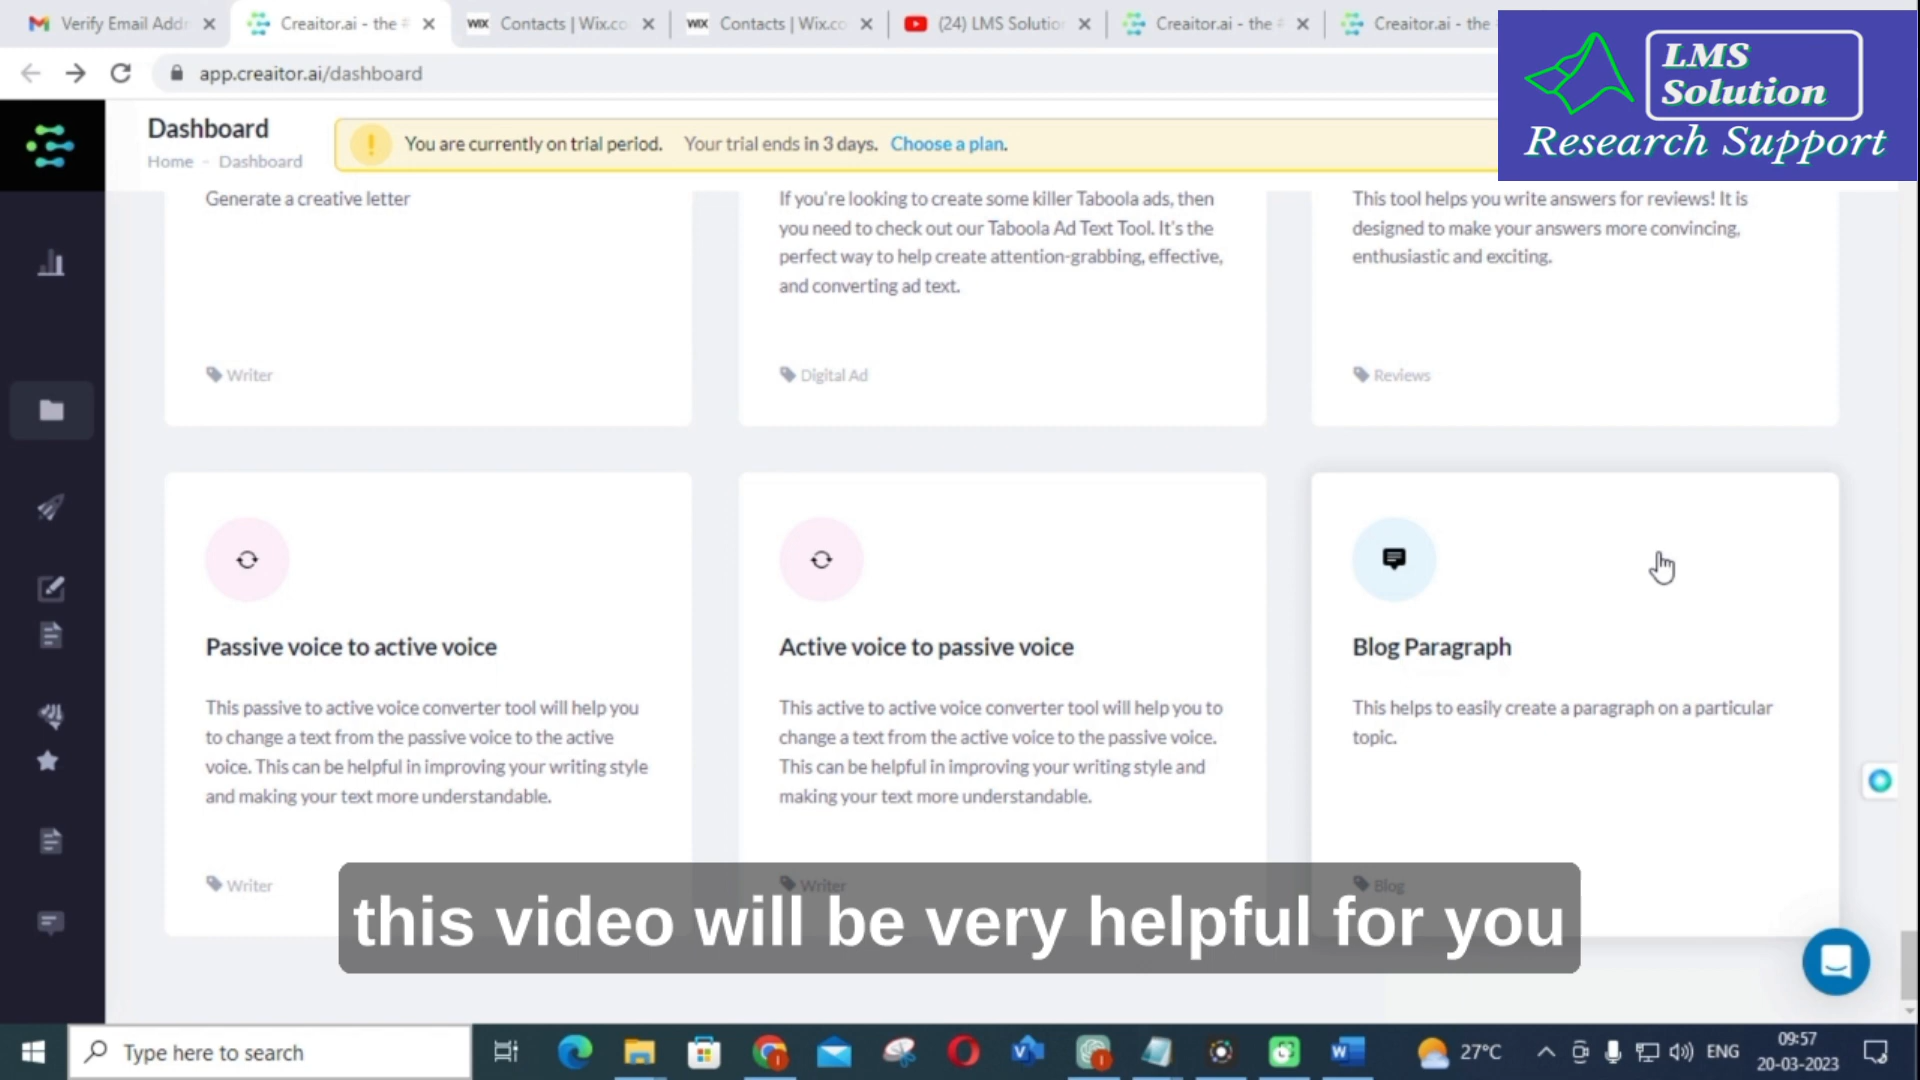 Verify Email Addr
Creaitor.ai - the
WIX Contacts | Wix.co
WIX Contacts | Wix.co
(24) LMS Solutio
Creaitor.ai - the
Creaitor.ai - the
app.creaitor.ai/dashboard
LMS
Solution
Research Support
Dashboard
Home - Dashboard
! You are currently on trial period. Your trial ends in 3 days. Choose a plan.
Generate a creative letter
Writer
If you're looking to create some killer Taboola ads, then
you need to check out our Taboola Ad Text Tool. It's the
perfect way to help create attention-grabbing, effective,
and converting ad text.
Digital Ad
This tool helps you write answers for reviews! It is
designed to make your answers more convincing,
enthusiastic and exciting.
Reviews
Passive voice to active voice
This passive to active voice converter tool will help you
to change a text from the passive voice to the active
voice. This can be helpful in improving your writing style
and making your text more understandable.
Writer
Active voice to passive voice
This active to active voice converter tool will help you to
change a text from the active voice to the passive voice.
This can be helpful in improving your writing style and
making your text more understandable.
Writer
Blog Paragraph
This helps to easily create a paragraph on a particular
topic.
Blog
this video will be very helpful for you
Type here to search
27°C
ENG
09:57
20-03-2023